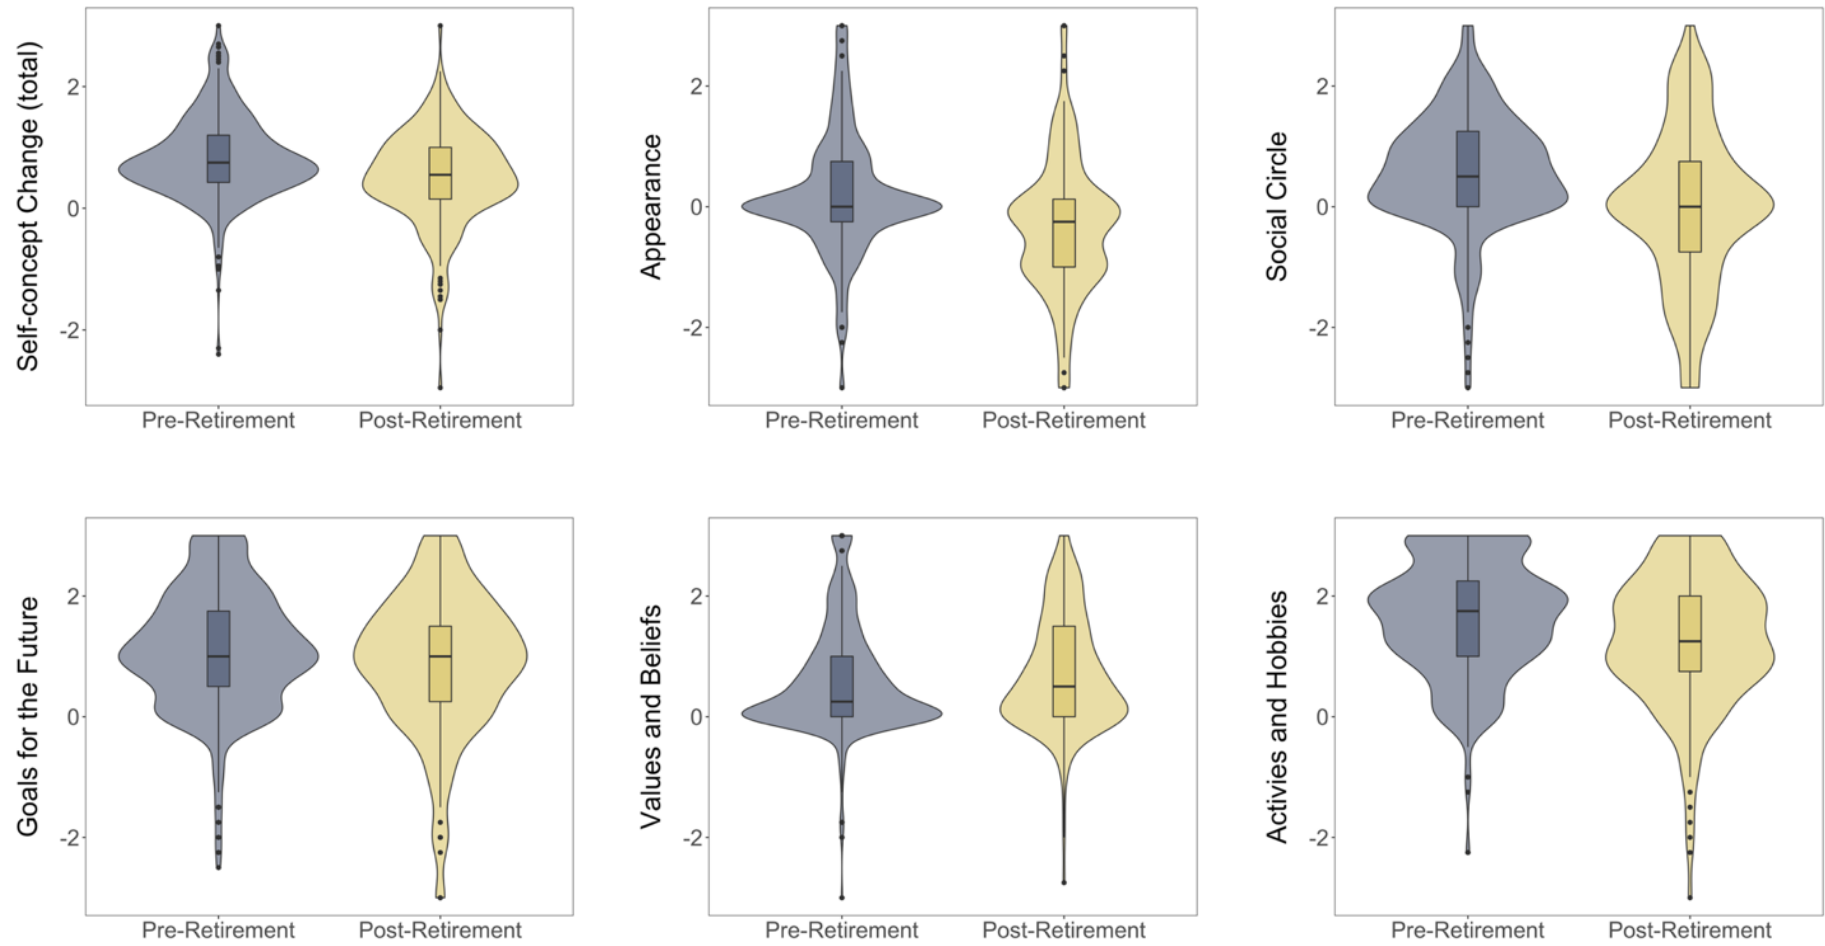 Self-concept Change (total)
2
0
-2
Pre-Retirement Post-Retirement
Appearance
2
0
-2
Pre-Retirement Post-Retirement
Social Circle
2
0
-2
Pre-Retirement Post-Retirement
Goals for the Future
2
0
-2
Pre-Retirement Post-Retirement
Values and Beliefs
2
0
-2
Pre-Retirement Post-Retirement
Activies and Hobbies
2
0
-2
Pre-Retirement Post-Retirement